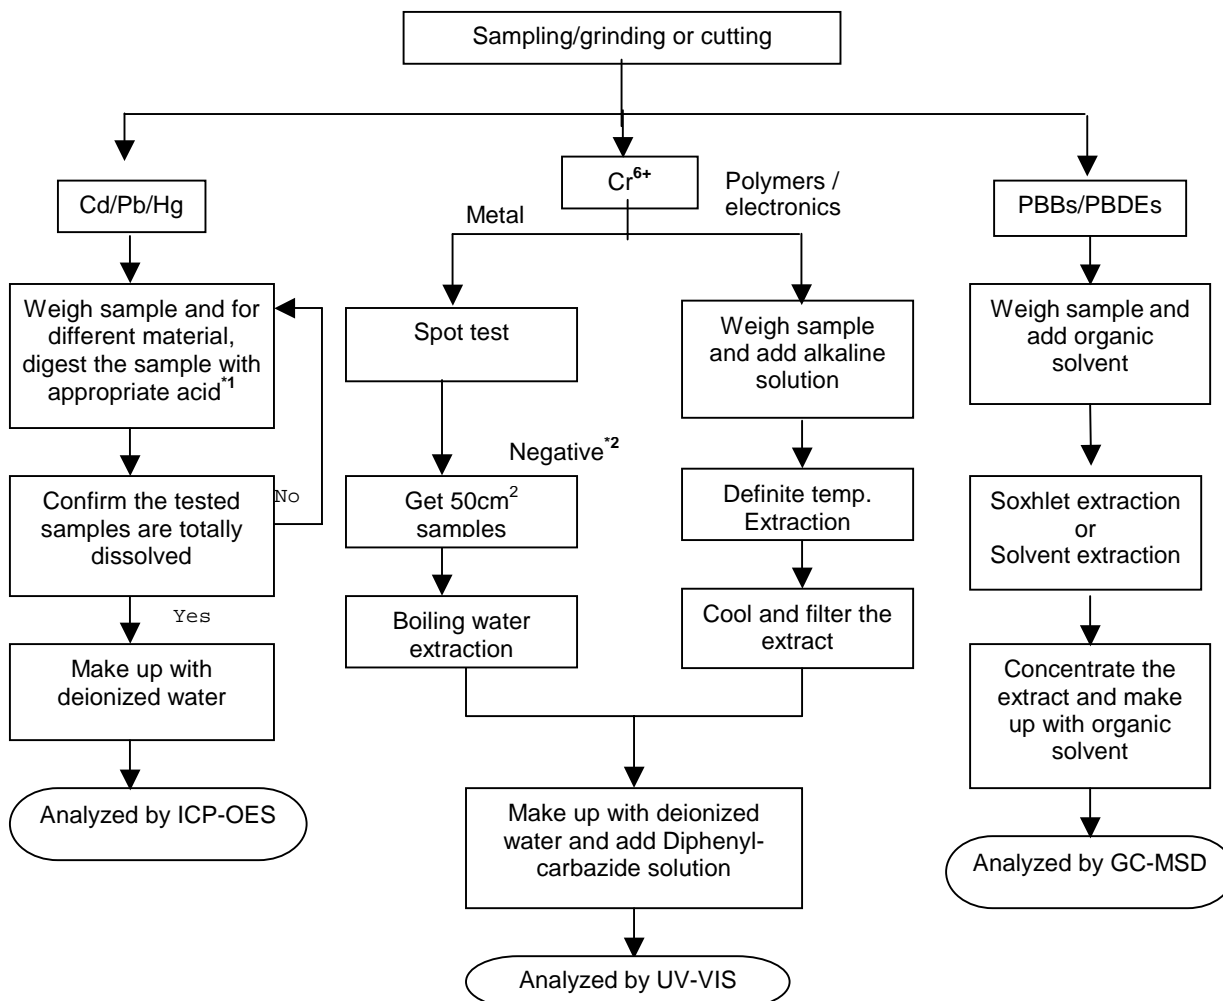 Sampling/grinding or cutting
Cd/Pb/Hg
Weigh sample and for
different material,
digest the sample with
appropriate acid*1
Confirm the tested
samples are totally
dissolved
No
Yes
Make up with
deionized water
Analyzed by ICP-OES
Cr6+
Metal
Polymers /
electronics
Spot test
Negative*2
Get 50cm2
samples
Boiling water
extraction
Weigh sample
and add alkaline
solution
Definite temp.
Extraction
Cool and filter the
extract
Make up with deionized
water and add Diphenyl-
carbazide solution
Analyzed by UV-VIS
PBBs/PBDEs
Weigh sample and
add organic
solvent
Soxhlet extraction
or
Solvent extraction
Concentrate the
extract and make
up with organic
solvent
Analyzed by GC-MSD